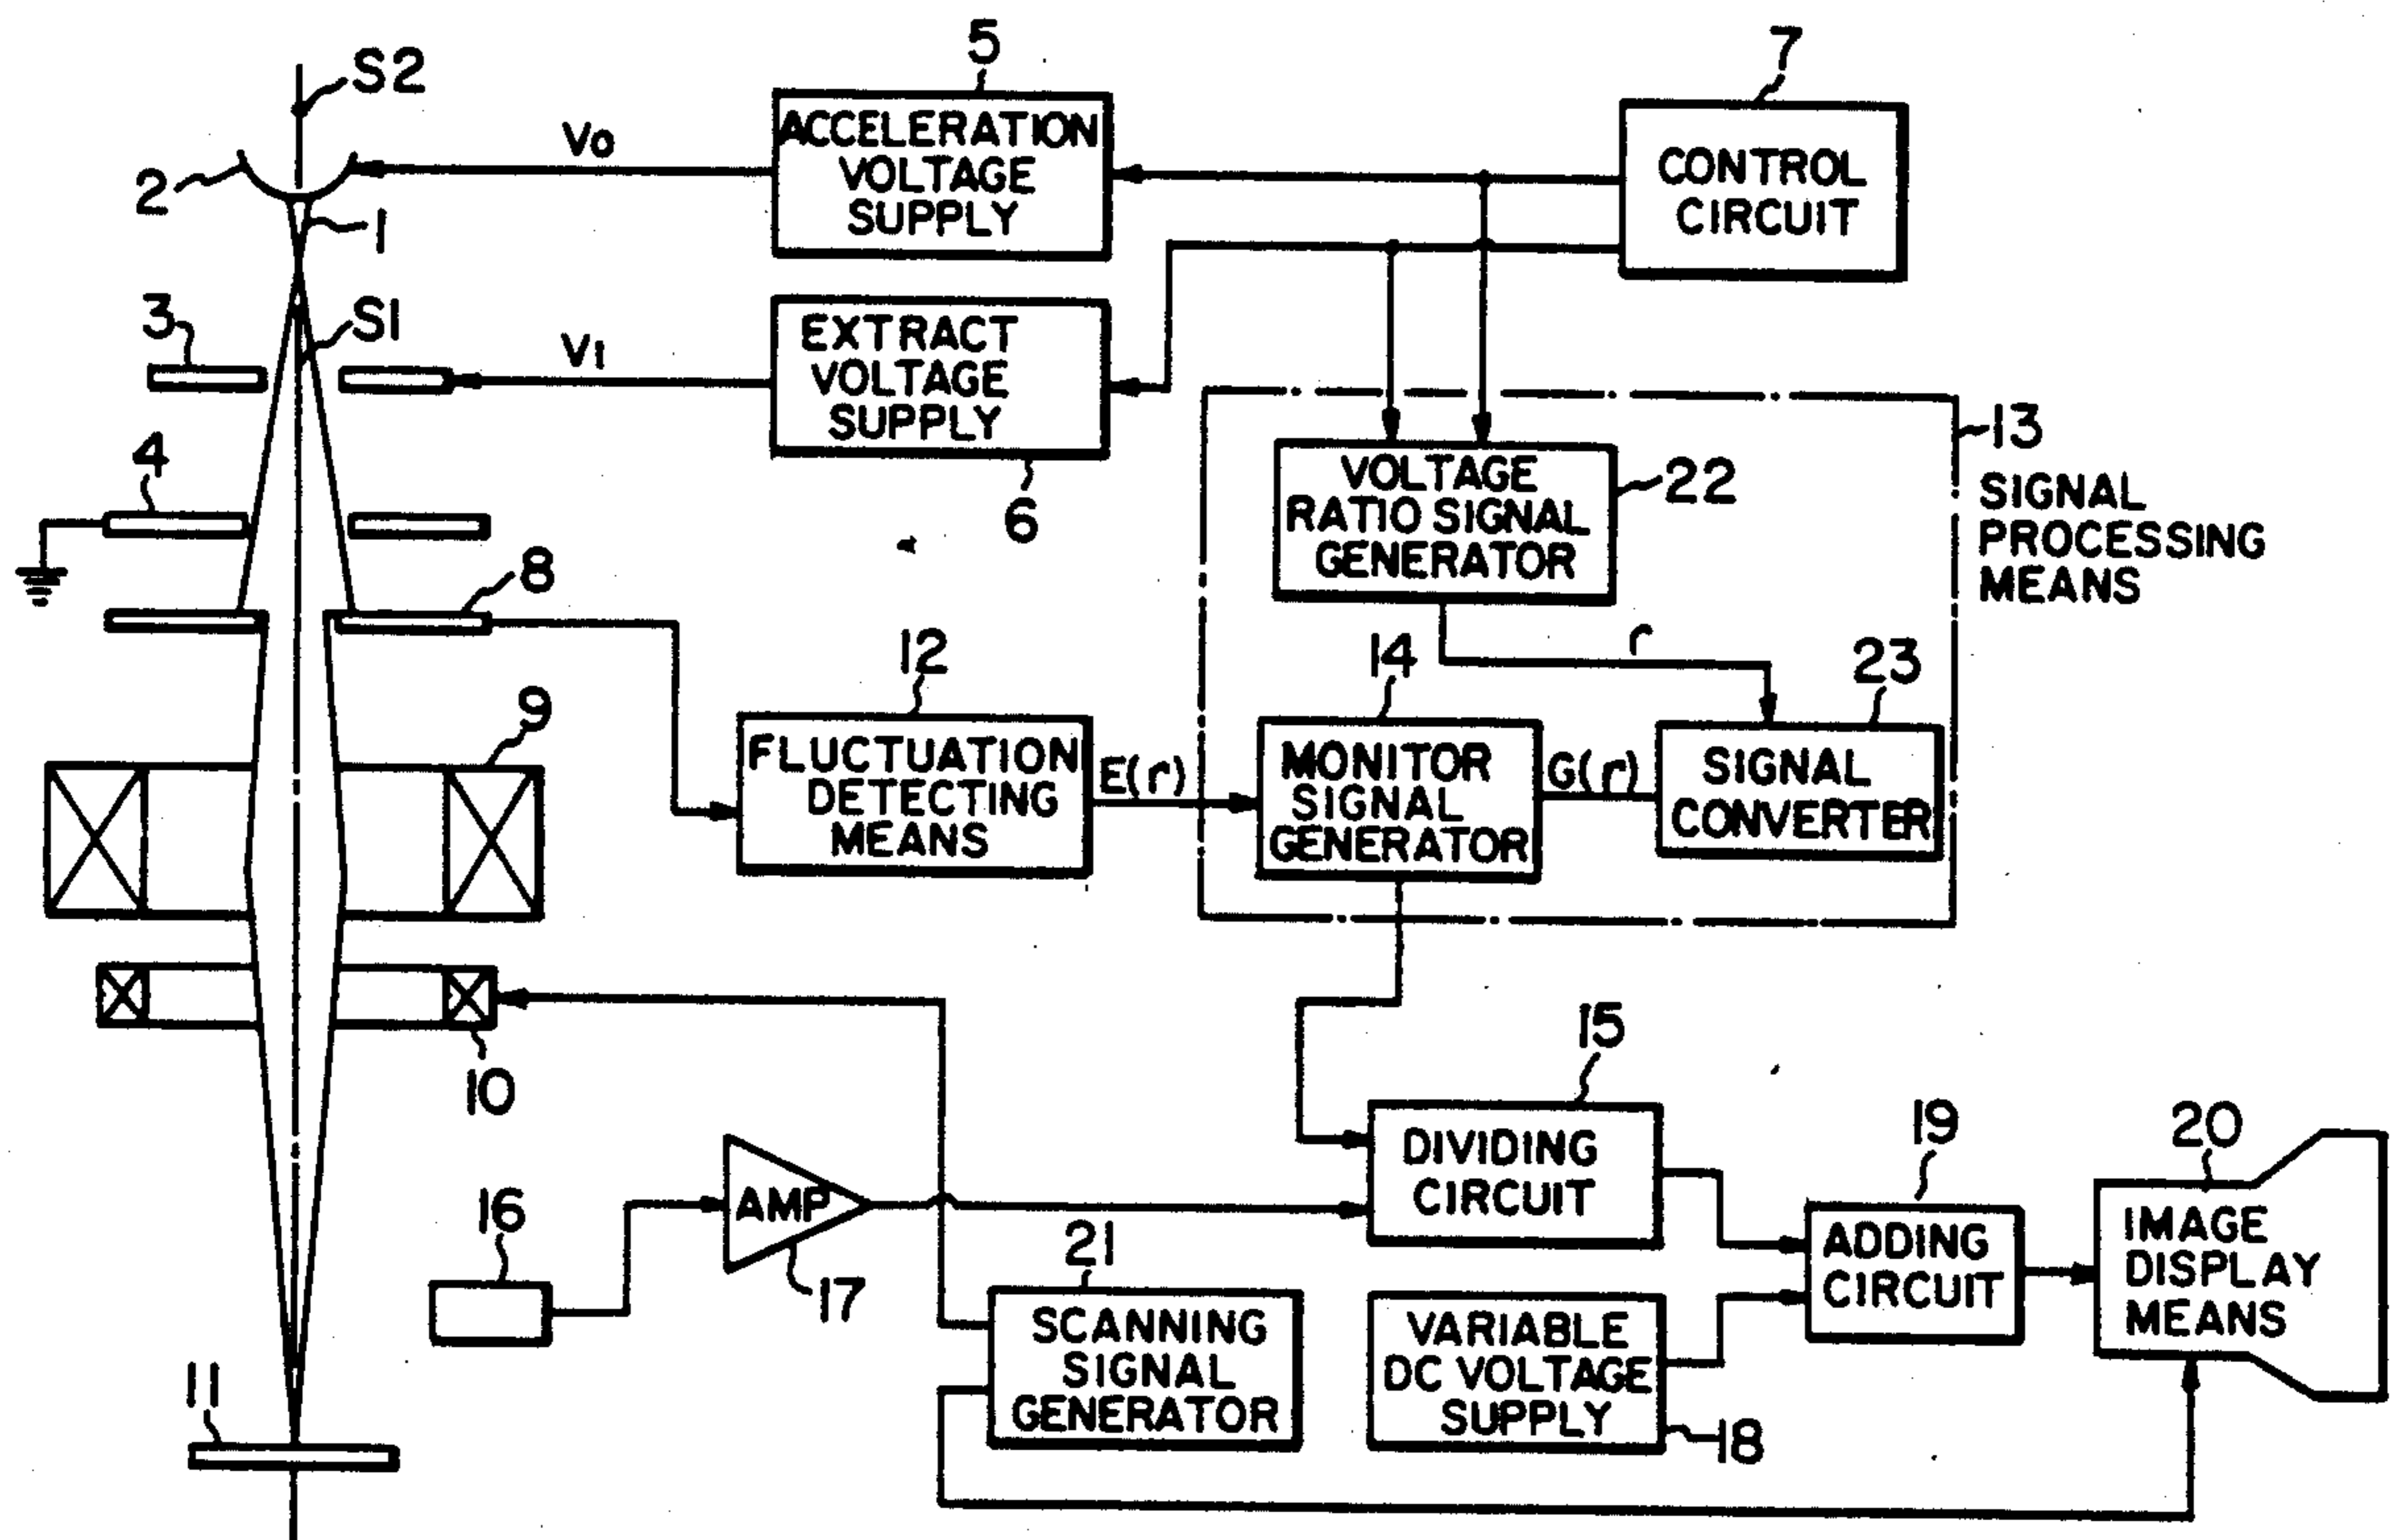 5
7
S2
ACCELERATION
VOLTAGE
SUPPLY
V0
CONTROL
CIRCUIT
2
1
3
S1
V1
EXTRACT
VOLTAGE
SUPPLY
6
13
SIGNAL
PROCESSING
MEANS
4
VOLTAGE
RATIO SIGNAL
GENERATOR
22
8
r
12
14
23
9
FLUCTUATION
DETECTING
MEANS
E(r)
MONITOR
SIGNAL
GENERATOR
G(r)
SIGNAL
CONVERTER
10
15
DIVIDING
CIRCUIT
19
20
16
AMP
17
21
ADDING
CIRCUIT
IMAGE
DISPLAY
MEANS
SCANNING
SIGNAL
GENERATOR
VARIABLE
DC VOLTAGE
SUPPLY
18
11